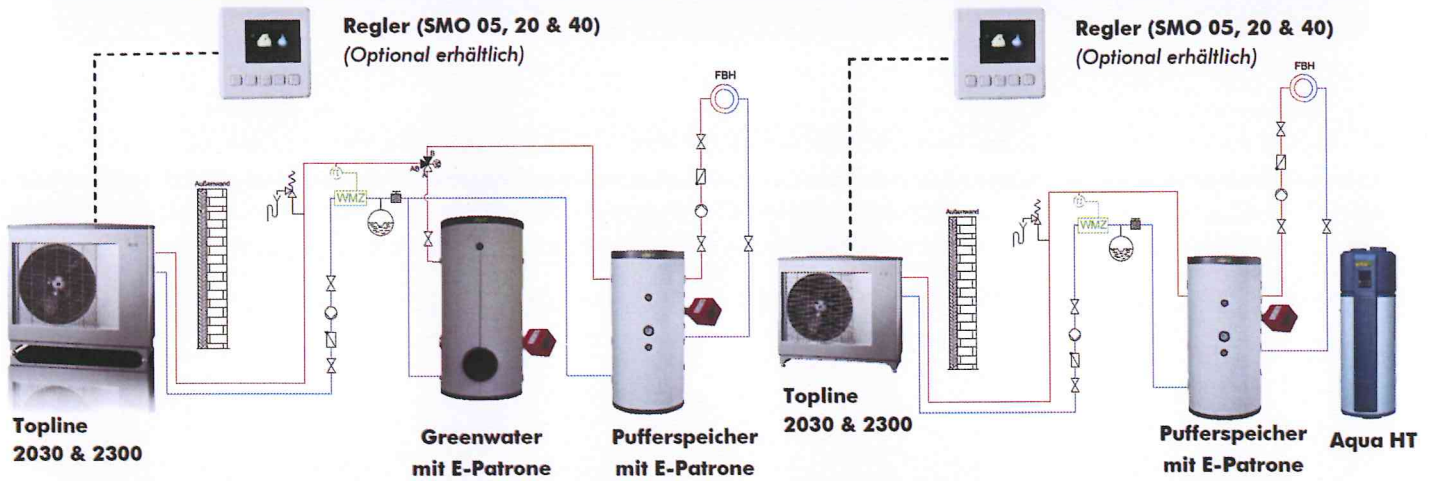 Regler (SMO 05, 20 & 40)
(Optional erhältlich)
FBH
AB
B
A
Außenwand
WMZ
Topline
2030 & 2300
Greenwater
mit E-Patrone
Pufferspeicher
mit E-Patrone
Regler (SMO 05, 20 & 40)
(Optional erhältlich)
FBH
Außenwand
WMZ
Topline
2030 & 2300
Pufferspeicher
mit E-Patrone
Aqua HT